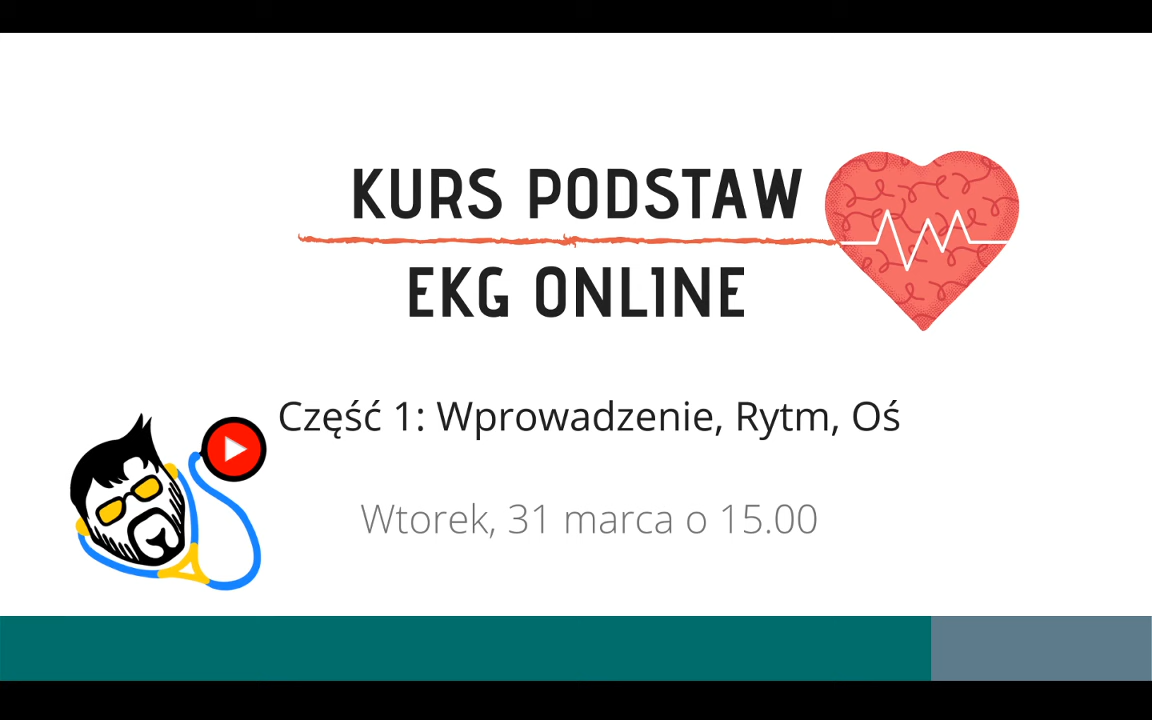 KURS PODSTAW
EKG ONLINE
Część 1: Wprowadzenie, Rytm, Oś
Wtorek, 31 marca o 15.00